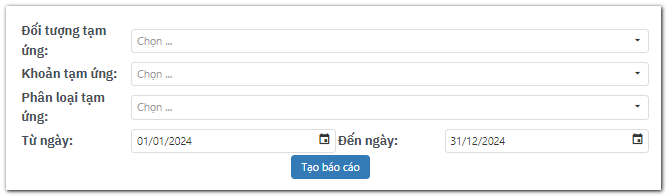 Đối tượng tạm
ứng:
Chọn ...
Khoản tạm ứng:
Chọn ...
Phân loại tạm
ứng:
Chọn ...
Từ ngày:
01/01/2024
Đến ngày:
31/12/2024
Tạo báo cáo